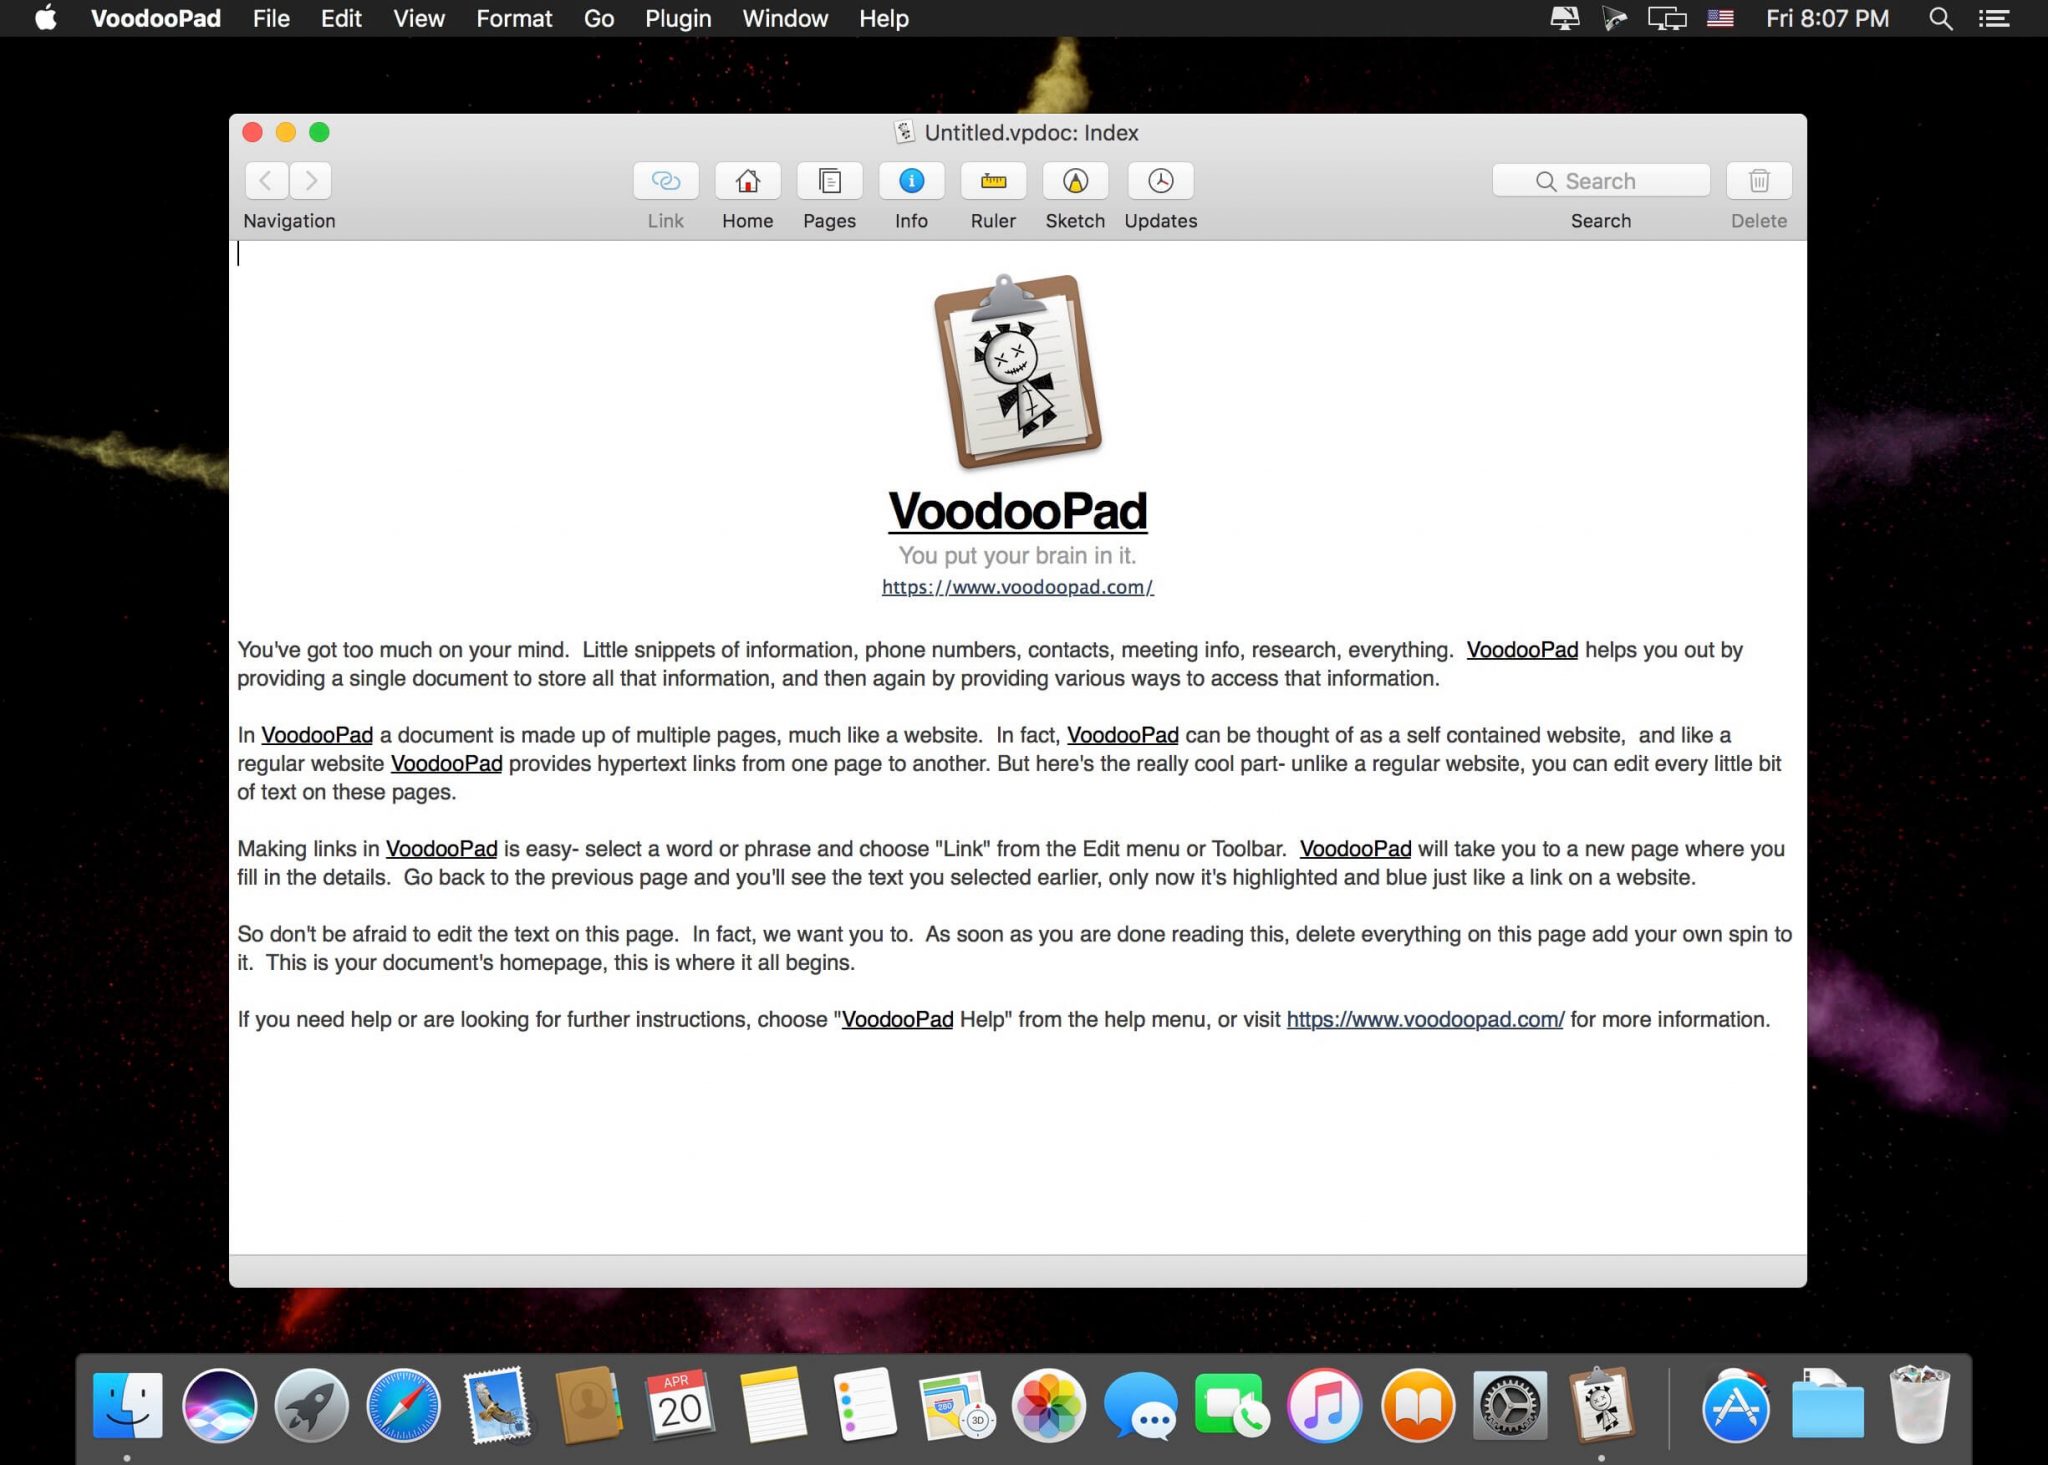 VoodooPad File Edit View Format Go Plugin Window Help Fri 8:07 PM
Untitled.vpdoc: Index
Search
Navigation Link Home Pages Info Ruler Sketch Updates Search Delete
VoodooPad
You put your brain in it.
https://www.voodoopad.com/
You've got too much on your mind.  Little snippets of information, phone numbers, contacts, meeting info, research, everything.  VoodooPad helps you out by
providing a single document to store all that information, and then again by providing various ways to access that information.
In VoodooPad a document is made up of multiple pages, much like a website.  In fact, VoodooPad can be thought of as a self contained website,  and like a
regular website VoodooPad provides hypertext links from one page to another. But here's the really cool part- unlike a regular website, you can edit every little bit
of text on these pages.
Making links in VoodooPad is easy- select a word or phrase and choose "Link" from the Edit menu or Toolbar.  VoodooPad will take you to a new page where you
fill in the details.  Go back to the previous page and you'll see the text you selected earlier, only now it's highlighted and blue just like a link on a website.
So don't be afraid to edit the text on this page.  In fact, we want you to.  As soon as you are done reading this, delete everything on this page add your own spin to
it.  This is your document's homepage, this is where it all begins.
If you need help or are looking for further instructions, choose "VoodooPad Help" from the help menu, or visit https://www.voodoopad.com/ for more information.
APR
20
280
3D